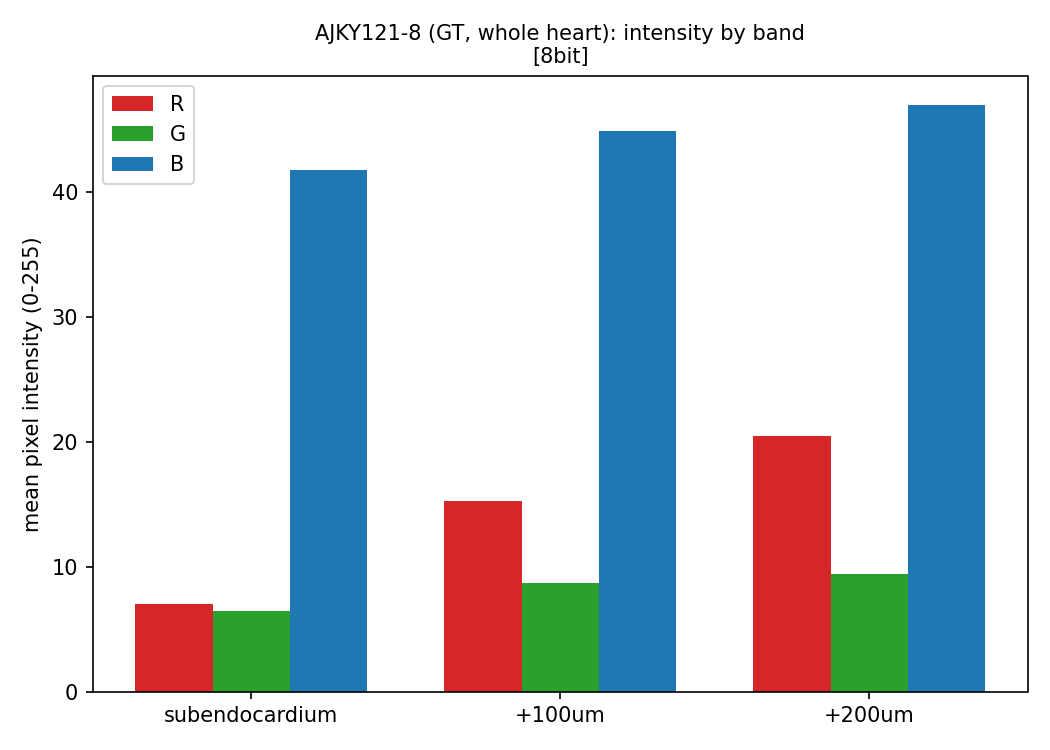 AJKY121-8 (GT, whole heart): intensity by band
[8bit]
R
G
B
mean pixel intensity (0-255)
40
30
20
10
0
subendocardium
+100um
+200um